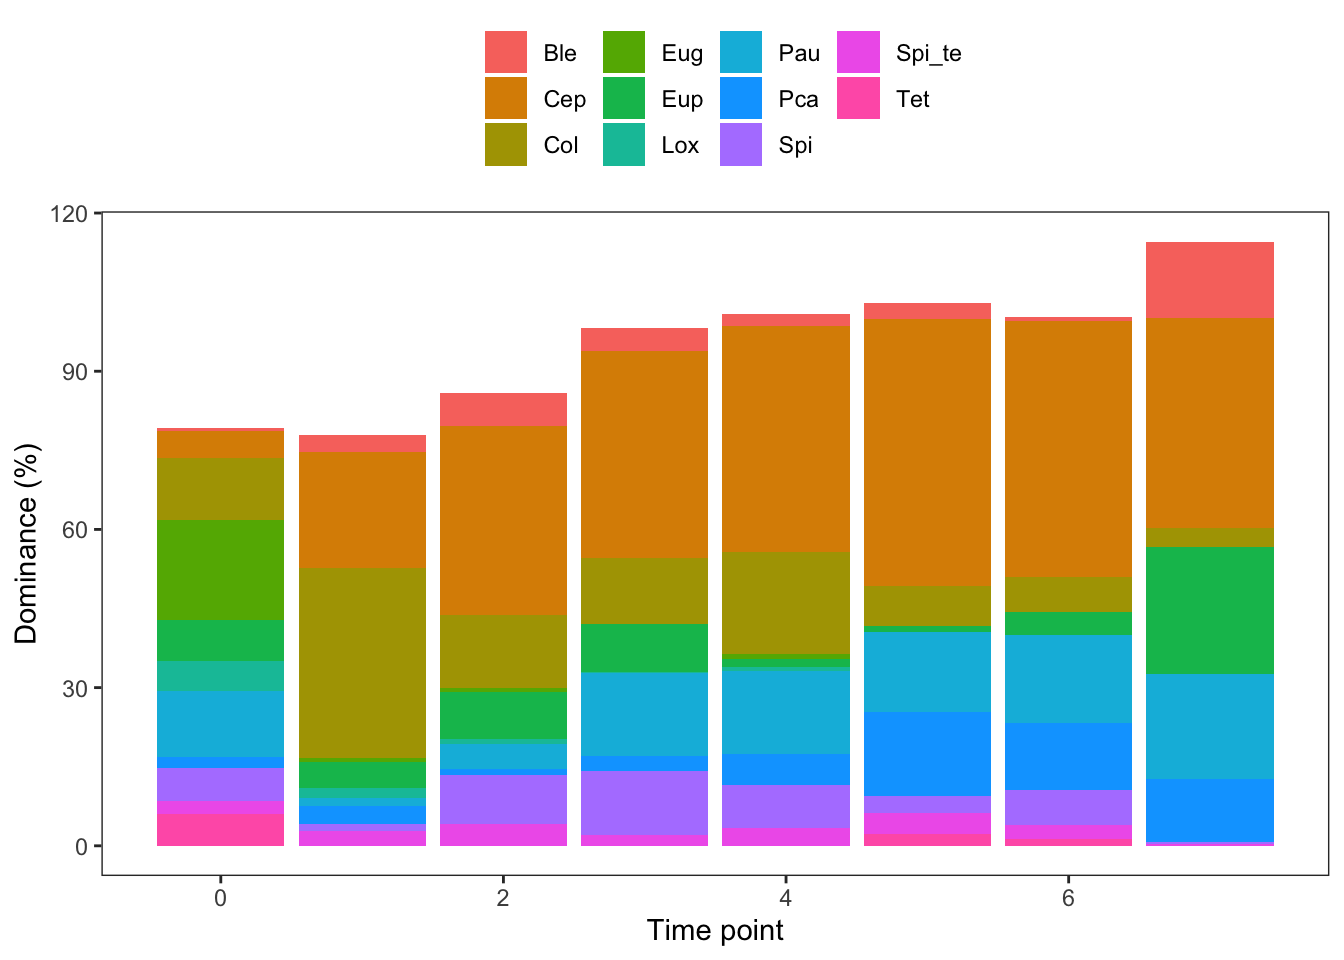 Ble Eug Pau Spi_te
Cep Eup Pca Tet
Col Lox Spi
120
90
60
30
0
Dominance (%)
0 2 4 6
Time point